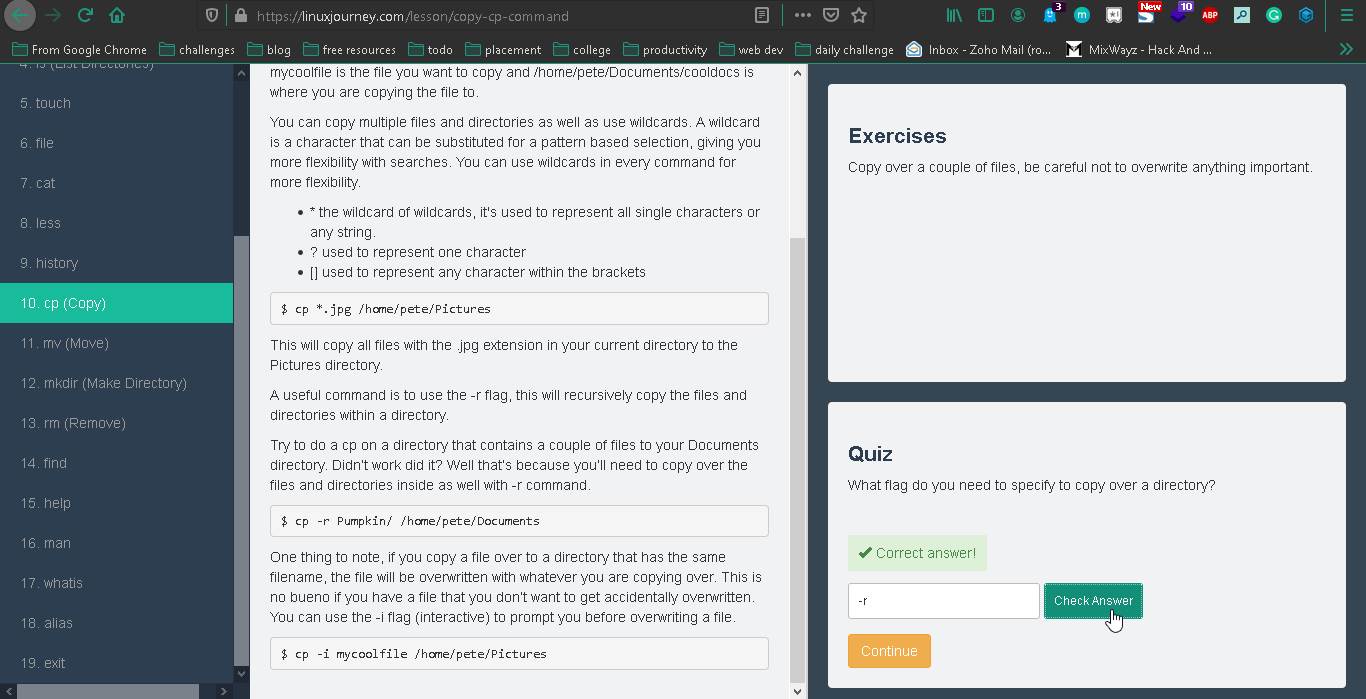 https://linuxjourney.com/lesson/copy-cp-command
3
New
10
ABP
From Google Chrome
challenges
blog
free resources
todo
placement
college
productivity
web dev
daily challenge
Inbox - Zoho Mail (ro...
MixWayz - Hack And ...
4. ls (List Directories)
5. touch
6. file
7. cat
8. less
9. history
10. cp (Copy)
11. mv (Move)
12. mkdir (Make Directory)
13. rm (Remove)
14. find
15. help
16. man
17. whatis
18. alias
19. exit
mycoolfile is the file you want to copy and /home/pete/Documents/cooldocs is
where you are copying the file to.
You can copy multiple files and directories as well as use wildcards. A wildcard
is a character that can be substituted for a pattern based selection, giving you
more flexibility with searches. You can use wildcards in every command for
more flexibility.
• * the wildcard of wildcards, it's used to represent all single characters or
any string.
• ? used to represent one character
• [] used to represent any character within the brackets
$ cp *.jpg /home/pete/Pictures
This will copy all files with the .jpg extension in your current directory to the
Pictures directory.
A useful command is to use the -r flag, this will recursively copy the files and
directories within a directory.
Try to do a cp on a directory that contains a couple of files to your Documents
directory. Didn't work did it? Well that's because you'll need to copy over the
files and directories inside as well with -r command.
$ cp -r Pumpkin/ /home/pete/Documents
One thing to note, if you copy a file over to a directory that has the same
filename, the file will be overwritten with whatever you are copying over. This is
no bueno if you have a file that you don't want to get accidentally overwritten.
You can use the -i flag (interactive) to prompt you before overwriting a file.
$ cp -i mycoolfile /home/pete/Pictures
Exercises
Copy over a couple of files, be careful not to overwrite anything important.
Quiz
What flag do you need to specify to copy over a directory?
✔ Correct answer!
-r
Check Answer
Continue